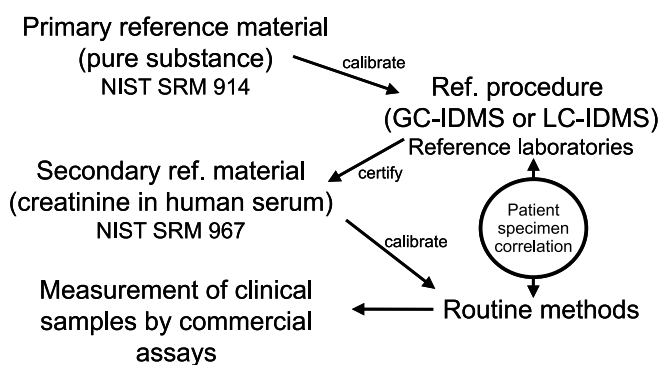 Primary reference material
(pure substance)
NIST SRM 914
calibrate
Ref. procedure
(GC-IDMS or LC-IDMS)
Reference laboratories
certify
Secondary ref. material
(creatinine in human serum)
NIST SRM 967
calibrate
Patient
specimen
correlation
Routine methods
Measurement of clinical
samples by commercial
assays